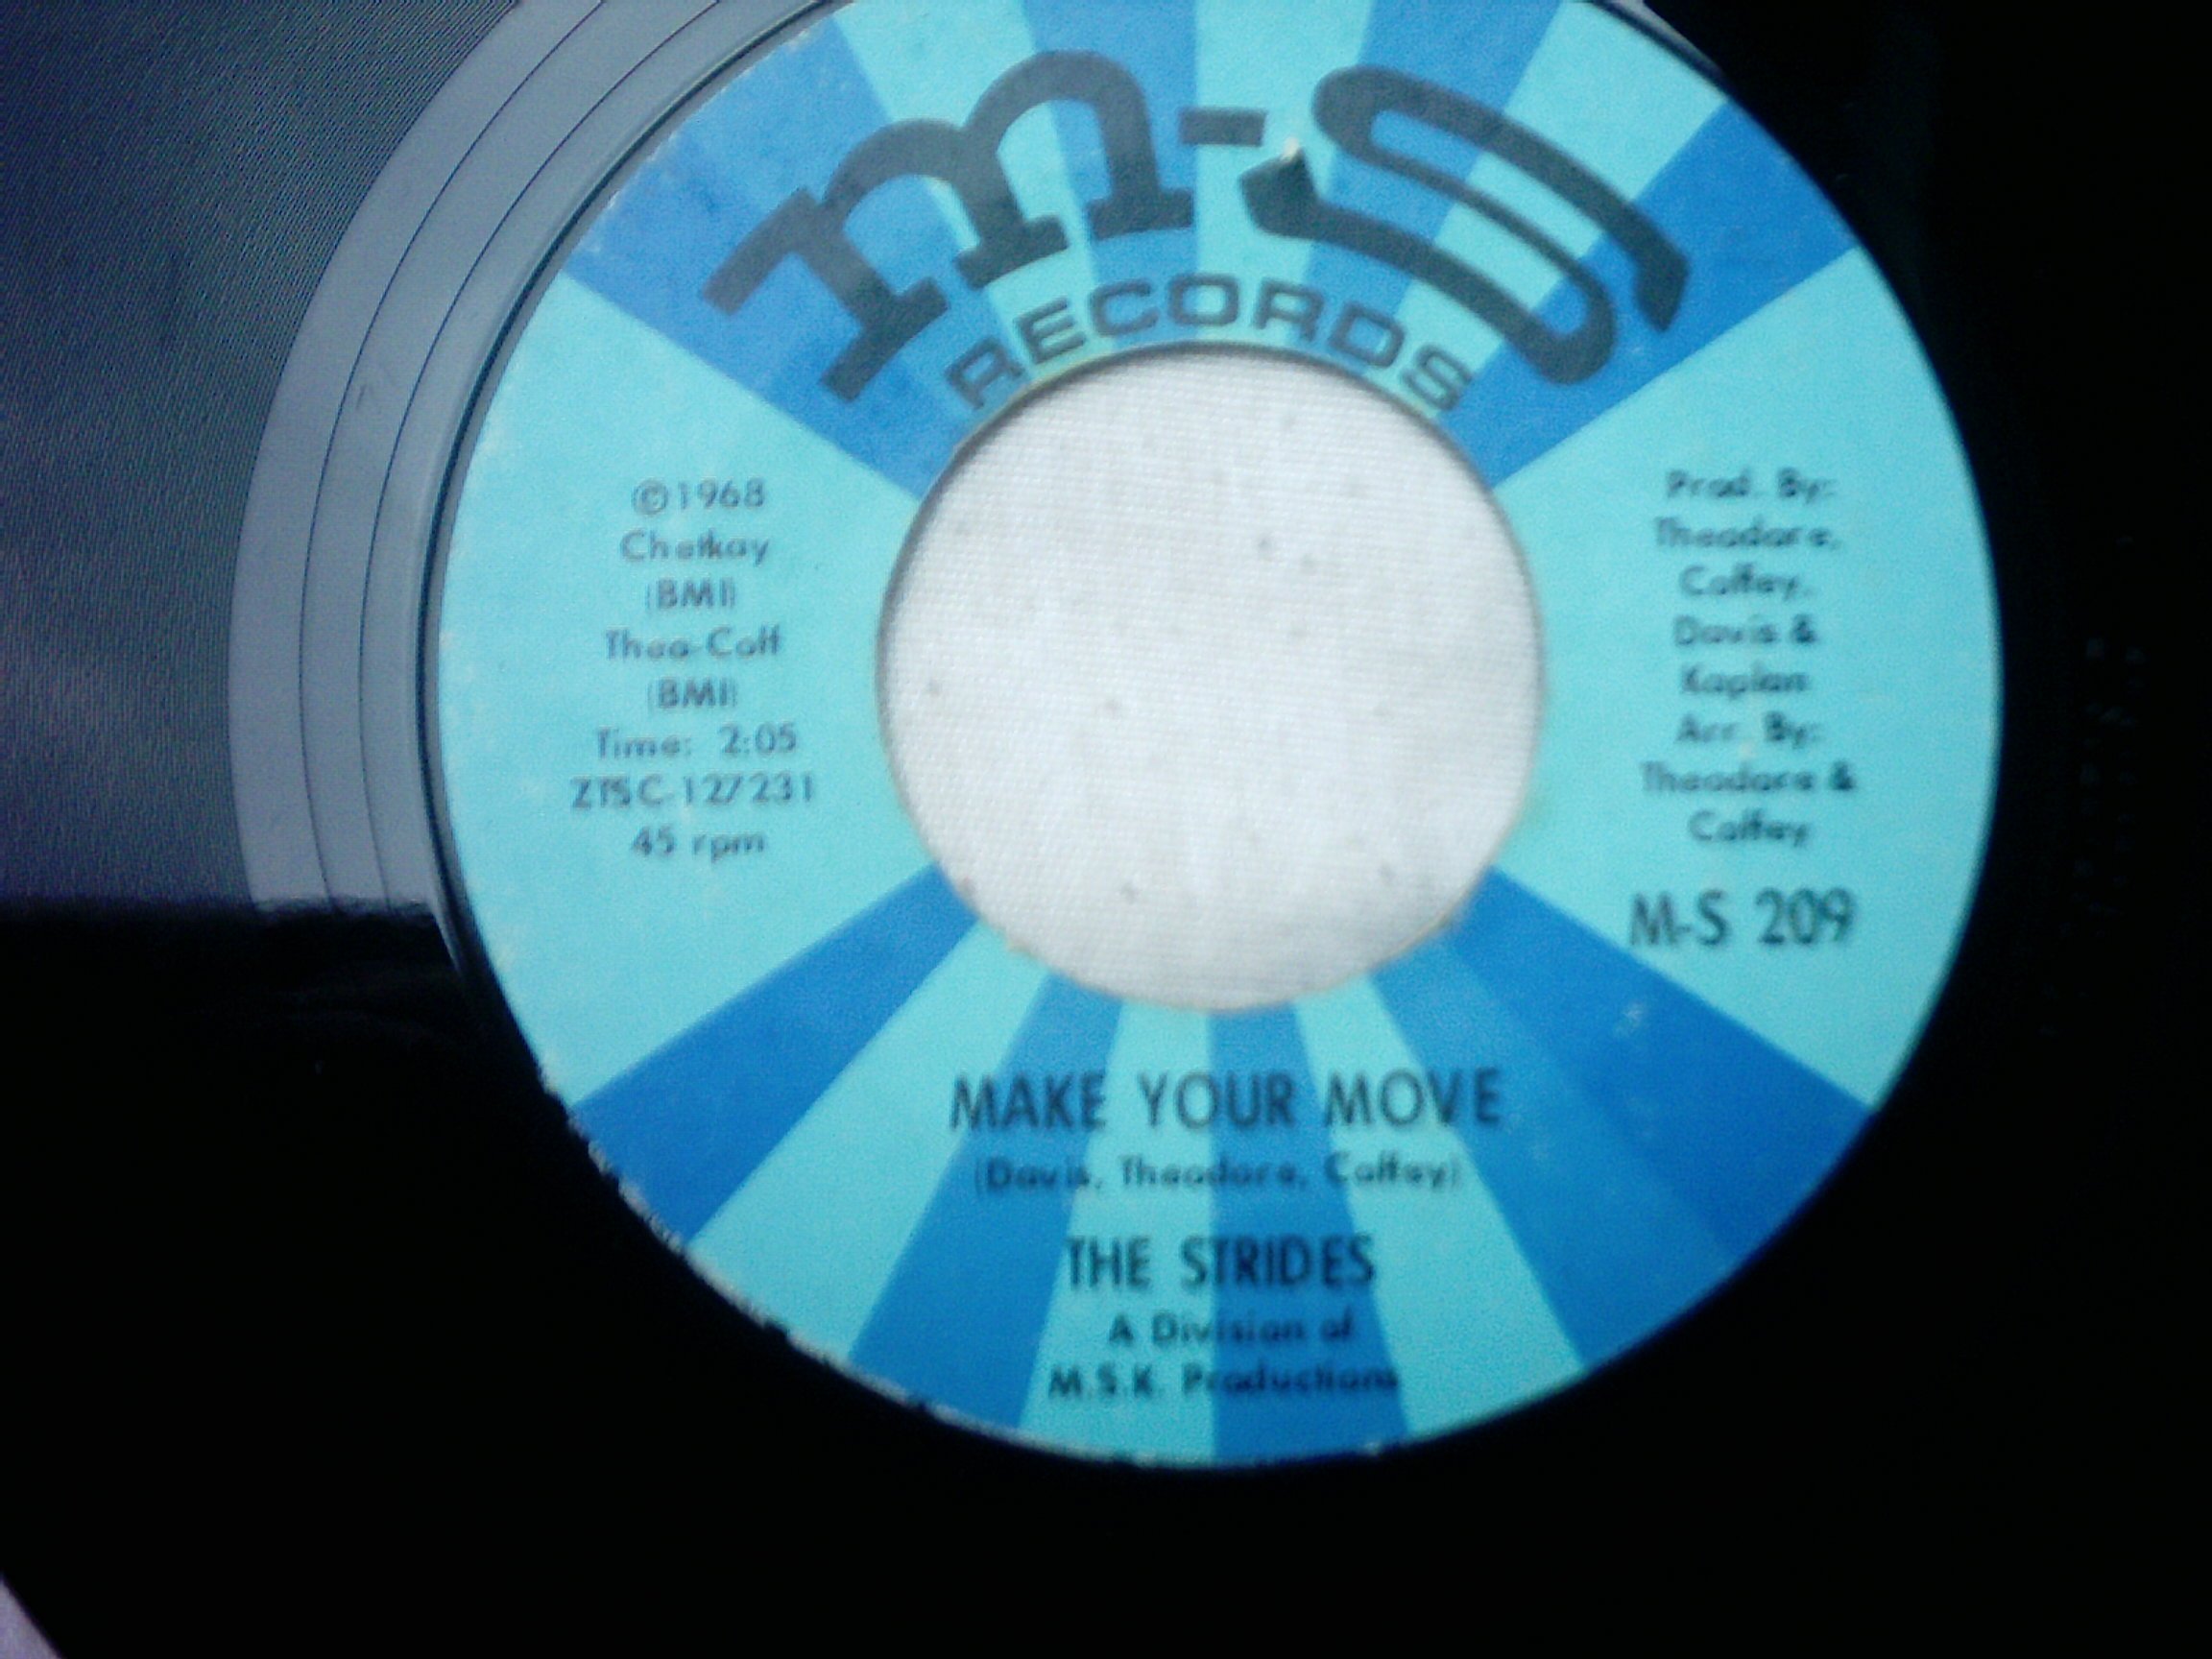 m-S
RECORDS
©1968
Chetkay
(BMI)
Theo-Coff
(BMI)
Time: 2:05
ZTSC-127231
45 rpm
Prod. By:
Theodore,
Coffey,
Davis &
Kaplan
Arr. By:
Theodore &
Coffey
M-S 209
MAKE YOUR MOVE
(Davis, Theodore, Coffey)
THE STRIDES
A Division of
M.S.K. Productions